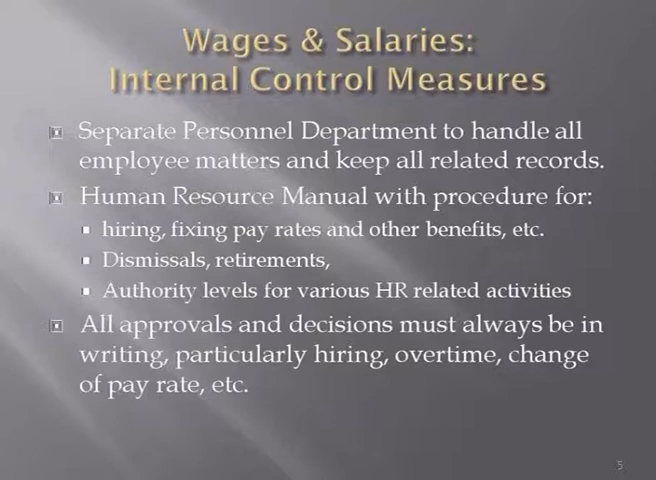 Wages & Salaries:
Internal Control Measures
Separate Personnel Department to handle all
employee matters and keep all related records.
Human Resource Manual with procedure for:
hiring, fixing pay rates and other benefits, etc.
Dismissals, retirements,
Authority levels for various HR related activities
All approvals and decisions must always be in
writing, particularly hiring, overtime, change
of pay rate, etc.
5